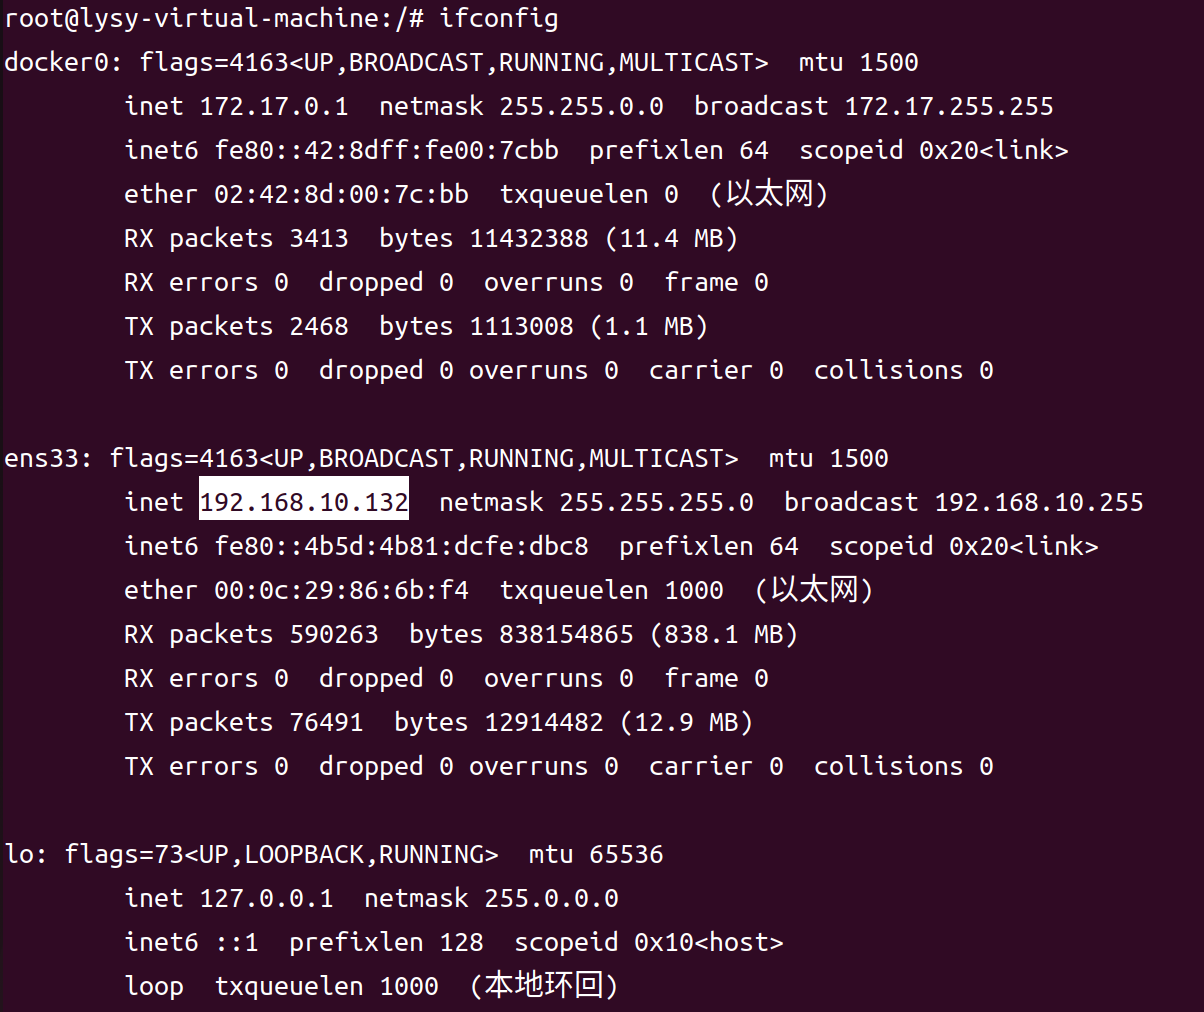 root@lysy-virtual-machine:/# ifconfig
docker0: flags=4163<UP,BROADCAST,RUNNING,MULTICAST>  mtu 1500
        inet 172.17.0.1  netmask 255.255.0.0  broadcast 172.17.255.255
        inet6 fe80::42:8dff:fe00:7cbb  prefixlen 64  scopeid 0x20<link>
        ether 02:42:8d:00:7c:bb  txqueuelen 0  (以太网)
        RX packets 3413  bytes 11432388 (11.4 MB)
        RX errors 0  dropped 0  overruns 0  frame 0
        TX packets 2468  bytes 1113008 (1.1 MB)
        TX errors 0  dropped 0 overruns 0  carrier 0  collisions 0

ens33: flags=4163<UP,BROADCAST,RUNNING,MULTICAST>  mtu 1500
        inet 192.168.10.132  netmask 255.255.255.0  broadcast 192.168.10.255
        inet6 fe80::4b5d:4b81:dcfe:dbc8  prefixlen 64  scopeid 0x20<link>
        ether 00:0c:29:86:6b:f4  txqueuelen 1000  (以太网)
        RX packets 590263  bytes 838154865 (838.1 MB)
        RX errors 0  dropped 0  overruns 0  frame 0
        TX packets 76491  bytes 12914482 (12.9 MB)
        TX errors 0  dropped 0 overruns 0  carrier 0  collisions 0

lo: flags=73<UP,LOOPBACK,RUNNING>  mtu 65536
        inet 127.0.0.1  netmask 255.0.0.0
        inet6 ::1  prefixlen 128  scopeid 0x10<host>
        loop  txqueuelen 1000  (本地环回)